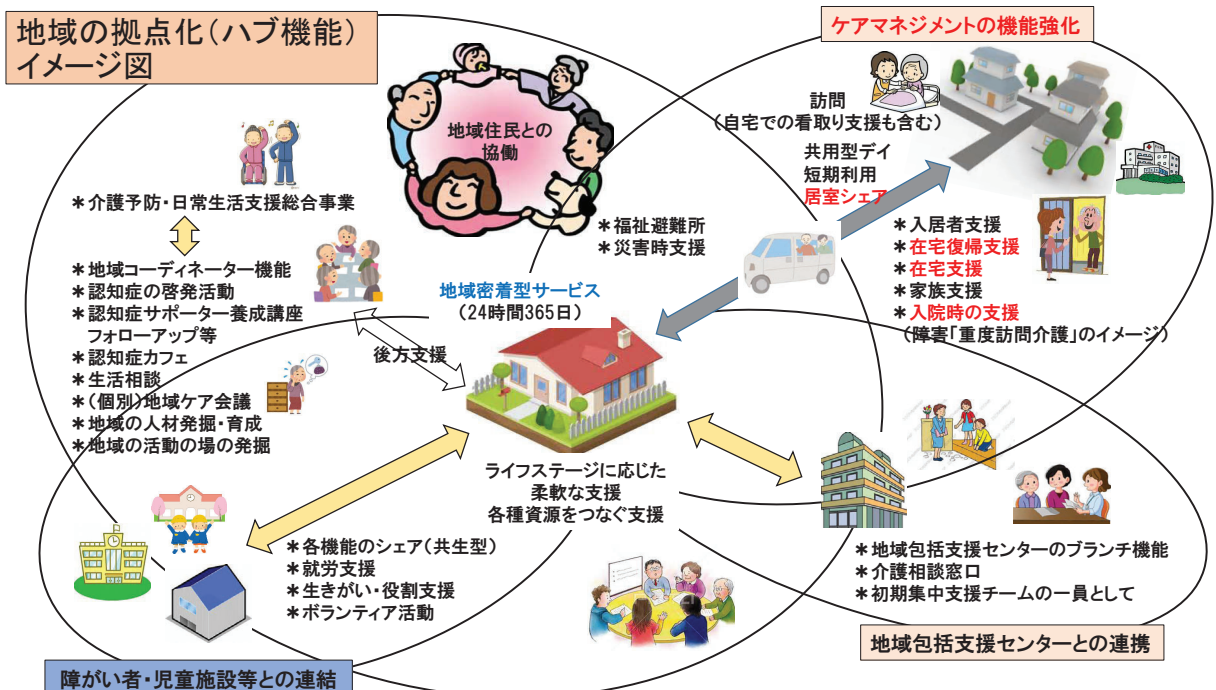 地域の拠点化（ハブ機能）
イメージ図
ケアマネジメントの機能強化
地域住民との
協働
訪問
（自宅での看取り支援も含む）
共用型デイ
短期利用
居室シェア
＊介護予防・日常生活支援総合事業
＊福祉避難所
＊災害時支援
＊入居者支援
＊在宅復帰支援
＊在宅支援
＊家族支援
＊入院時の支援
（障害「重度訪問介護」のイメージ）
＊地域コーディネーター機能
＊認知症の啓発活動
＊認知症サポーター養成講座
フォローアップ等
＊認知症カフェ
＊生活相談
＊（個別）地域ケア会議
＊地域の人材発掘・育成
＊地域の活動の場の発掘
地域密着型サービス
（24時間365日）
後方支援
ライフステージに応じた
柔軟な支援
各種資源をつなぐ支援
＊各機能のシェア（共生型）
＊就労支援
＊生きがい・役割支援
＊ボランティア活動
＊地域包括支援センターのブランチ機能
＊介護相談窓口
＊初期集中支援チームの一員として
地域包括支援センターとの連携
障がい者・児童施設等との連結